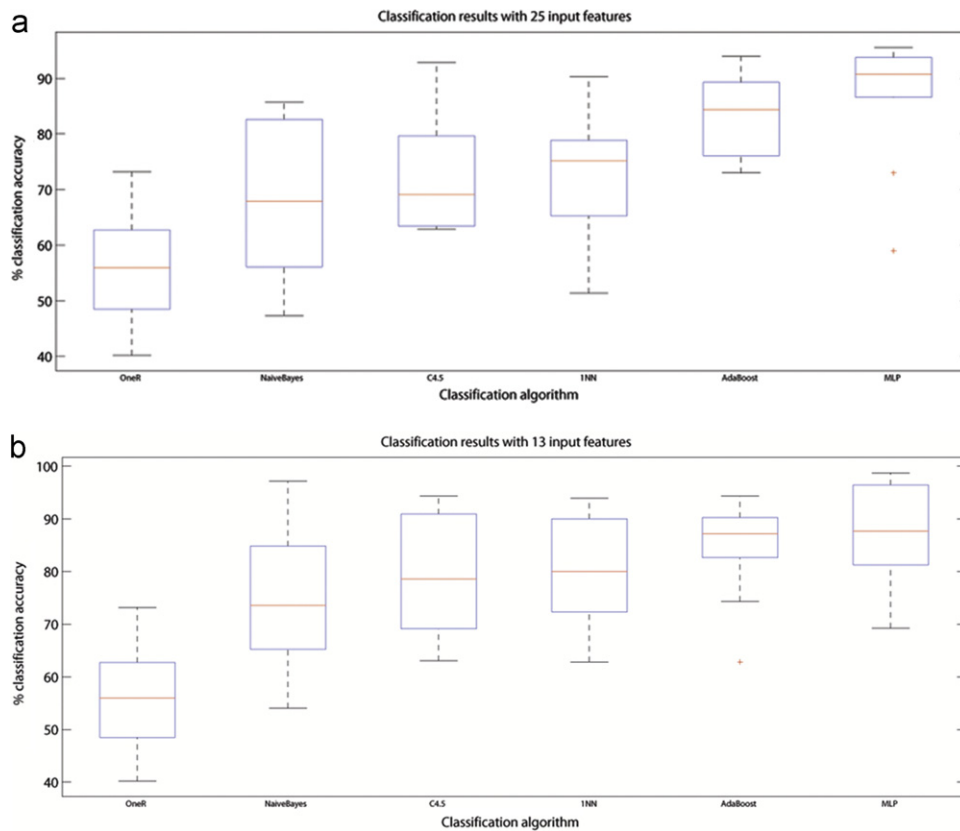 a
Classification results with 25 input features
% classification accuracy
90
80
70
60
50
40
OneR NaiveBayes C4.5 1NN AdaBoost MLP
Classification algorithm
b
Classification results with 13 input features
% classification accuracy
100
90
80
70
60
50
40
OneR NaiveBayes C4.5 1NN AdaBoost MLP
Classification algorithm